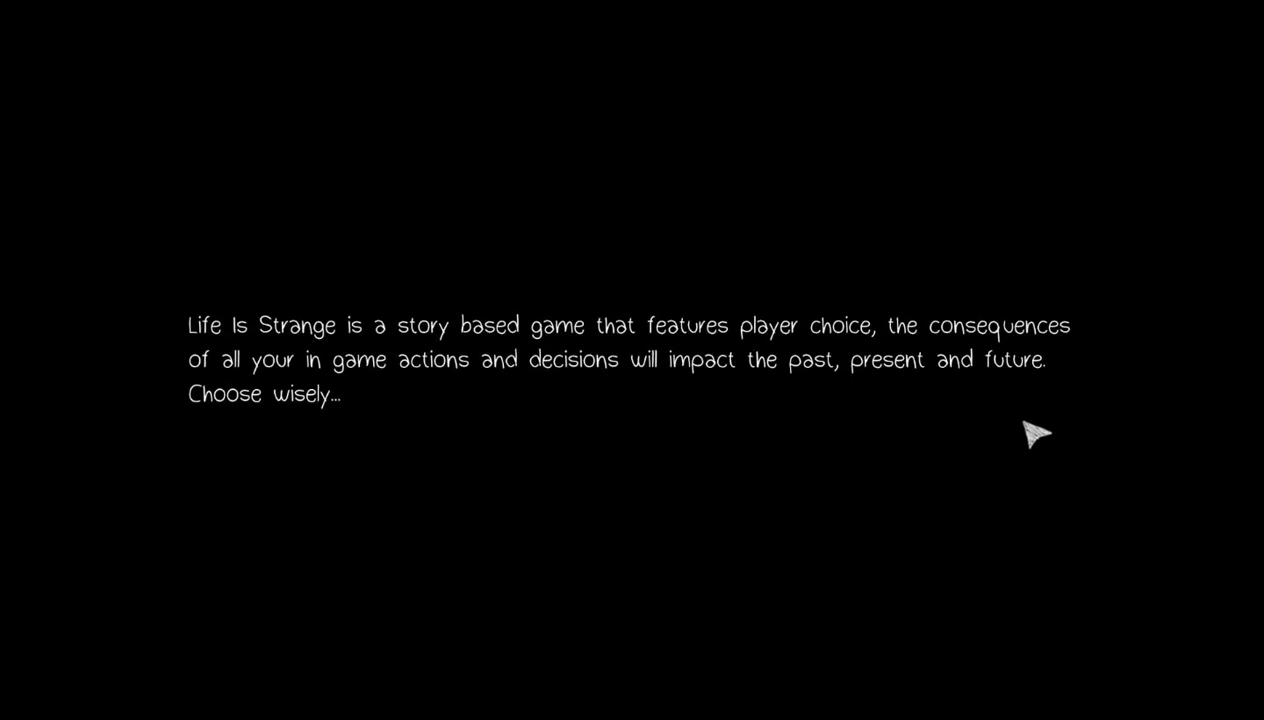 Life Is Strange is a story based game that features player choice, the consequences
of all your in game actions and decisions will impact the past, present and future.
Choose wisely...